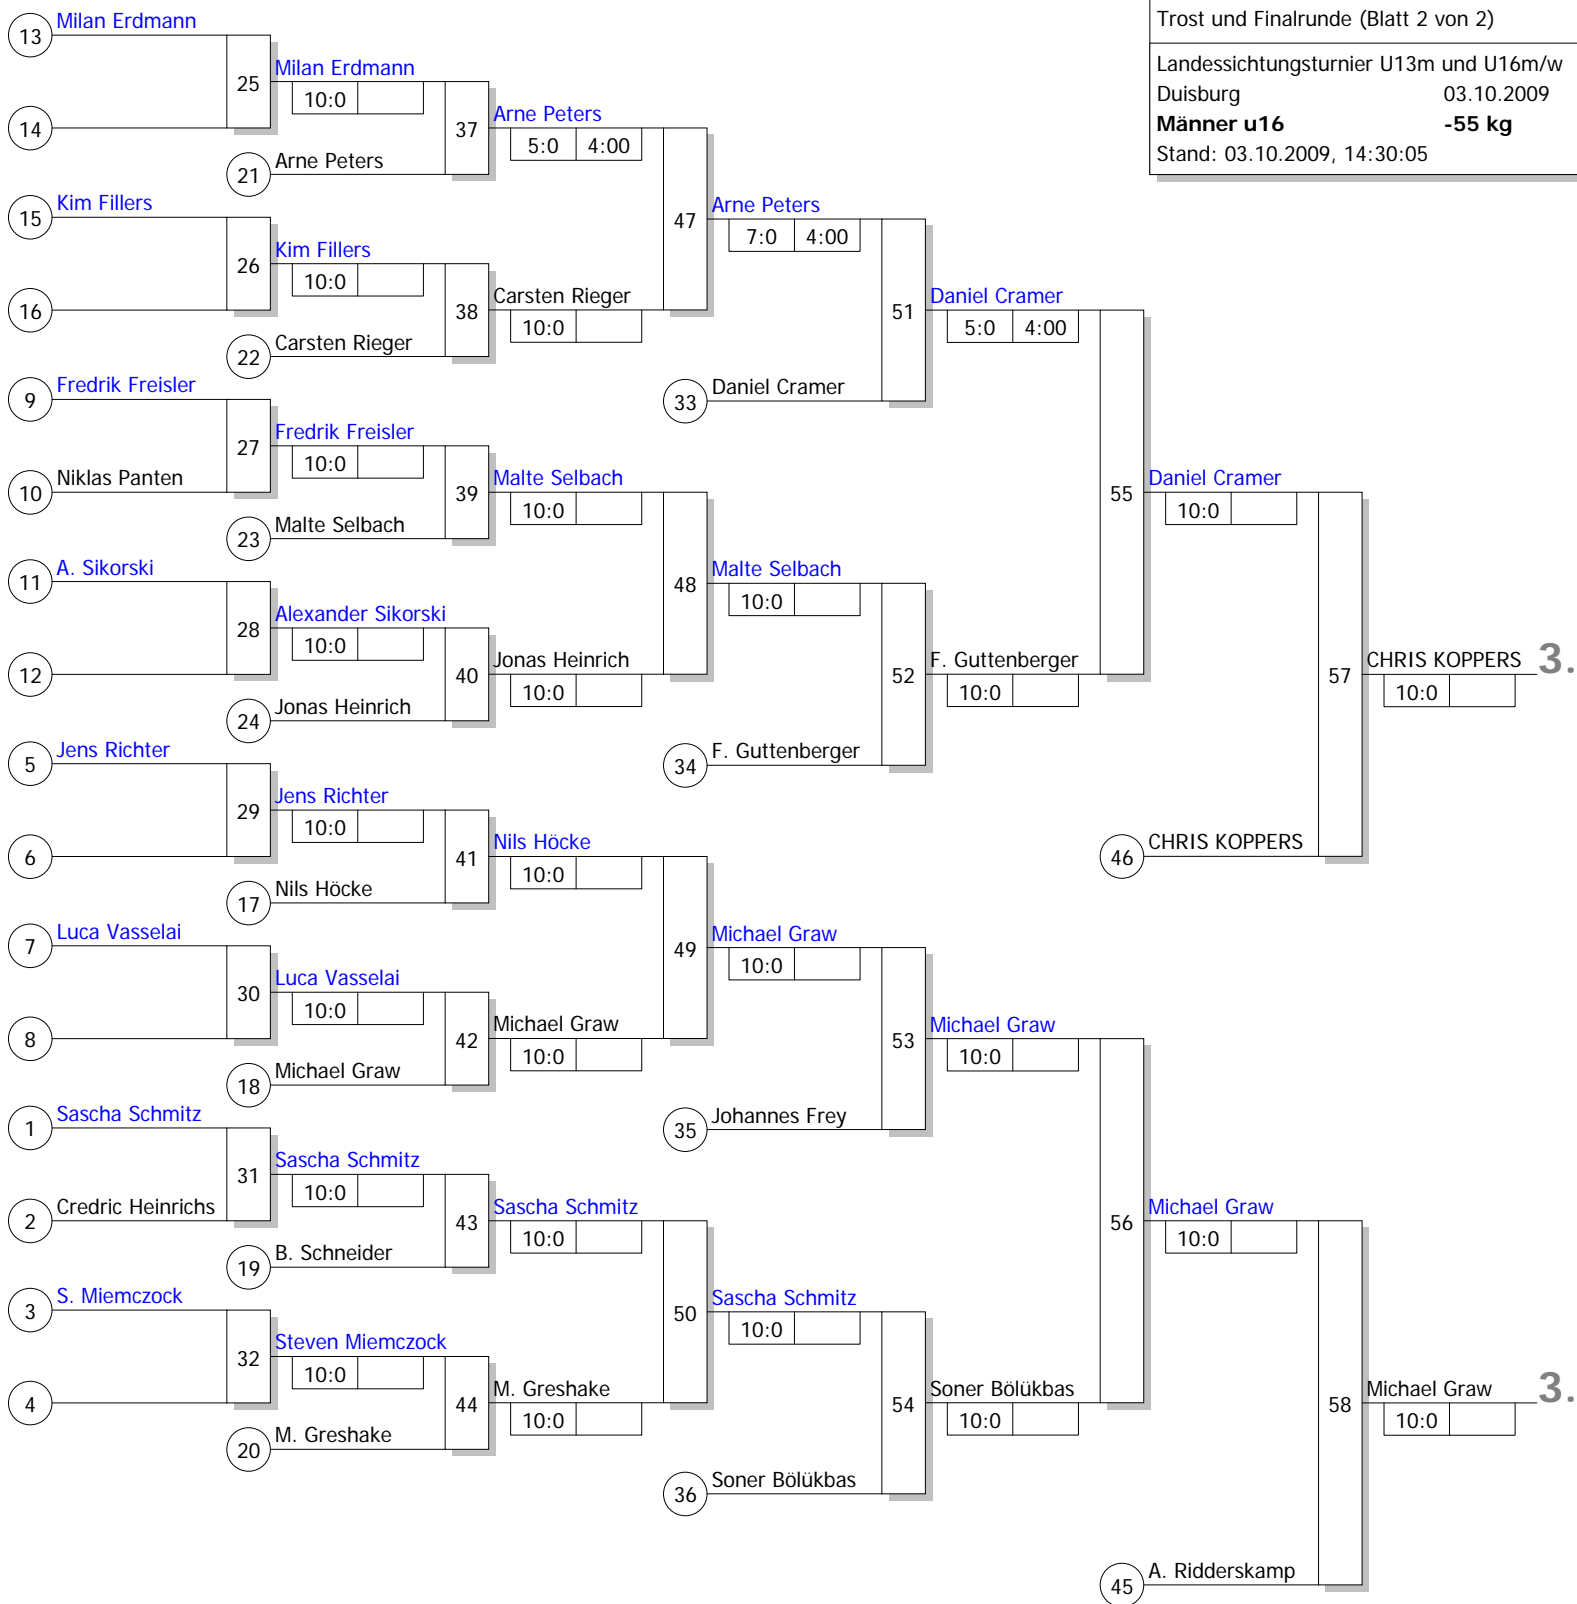 Trost und Finalrunde (Blatt 2 von 2)
Landessichtungsturnier U13m und U16m/w
Duisburg 03.10.2009
Männer u16 -55 kg
Stand: 03.10.2009, 14:30:05
13 Milan Erdmann
14
25
Milan Erdmann
10:0
21 Arne Peters
37
Arne Peters
5:0 4:00
15 Kim Fillers
16
26
Kim Fillers
10:0
22 Carsten Rieger
38
Carsten Rieger
10:0
47
Arne Peters
7:0 4:00
33 Daniel Cramer
51
Daniel Cramer
5:0 4:00
9 Fredrik Freisler
10 Niklas Panten
27
Fredrik Freisler
10:0
23 Malte Selbach
39
Malte Selbach
10:0
11 A. Sikorski
12
28
Alexander Sikorski
10:0
24 Jonas Heinrich
40
Jonas Heinrich
10:0
48
Malte Selbach
10:0
34 F. Guttenberger
52
F. Guttenberger
10:0
55
Daniel Cramer
10:0
46 CHRIS KOPPERS
57
CHRIS KOPPERS 3.
10:0
5 Jens Richter
6
29
Jens Richter
10:0
17 Nils Höcke
41
Nils Höcke
10:0
7 Luca Vasselai
8
30
Luca Vasselai
10:0
18 Michael Graw
42
Michael Graw
10:0
49
Michael Graw
10:0
35 Johannes Frey
53
Michael Graw
10:0
1 Sascha Schmitz
2 Credric Heinrichs
31
Sascha Schmitz
10:0
19 B. Schneider
43
Sascha Schmitz
10:0
3 S. Miemczock
4
32
Steven Miemczock
10:0
20 M. Greshake
44
M. Greshake
10:0
50
Sascha Schmitz
10:0
36 Soner Bölükbas
54
Soner Bölükbas
10:0
56
Michael Graw
10:0
45 A. Ridderskamp
58
Michael Graw 3.
10:0